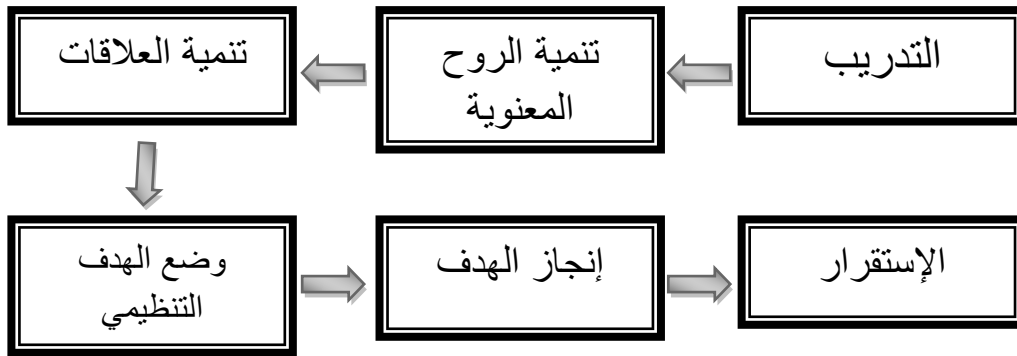 التدريب
تنمية الروح
المعنوية
تنمية العلاقات
وضع الهدف
التنظيمي
إنجاز الهدف
الإستقرار